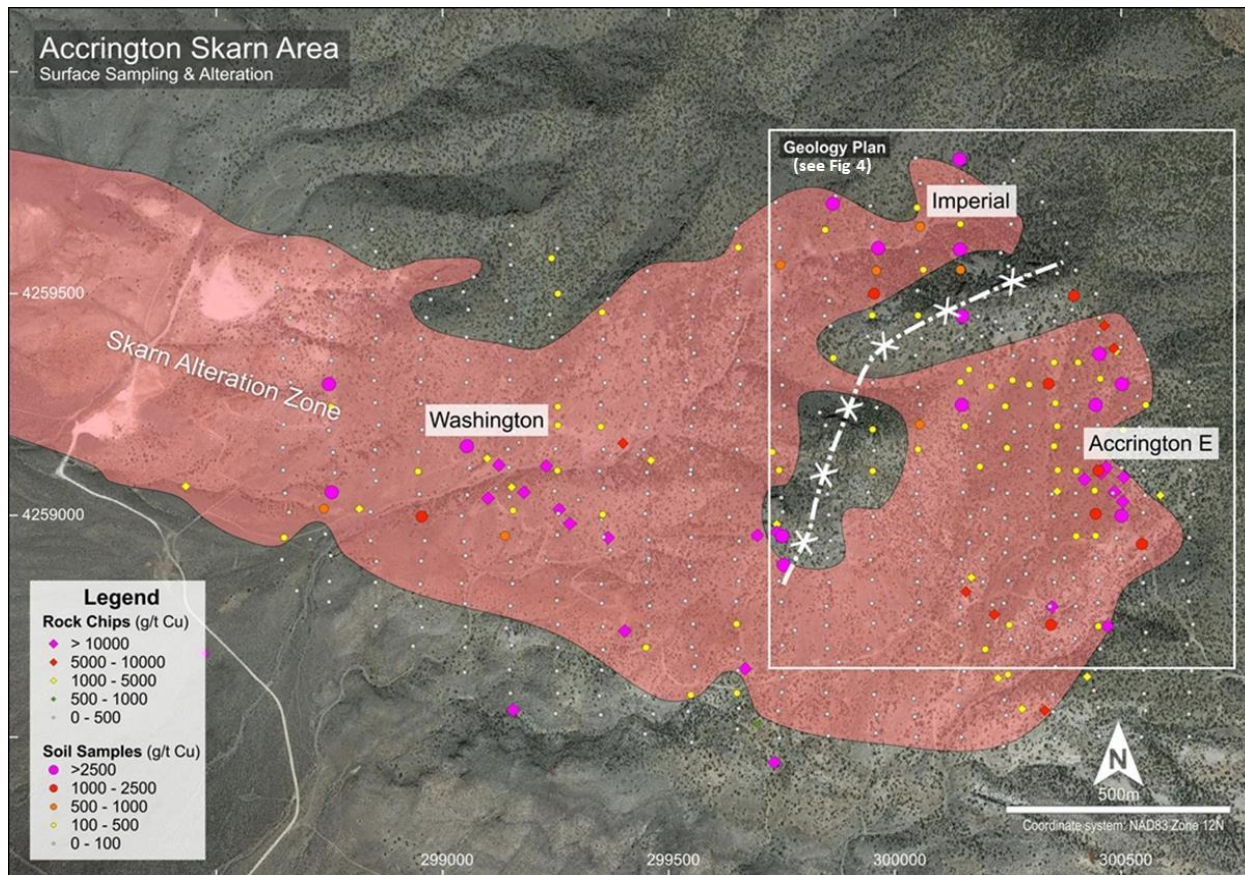 Accrington Skarn Area
Surface Sampling & Alteration
Geology Plan
(see Fig 4)
Imperial
4259500
Skarn Alteration Zone
Washington
Accrington E
4259000
Legend
Rock Chips (g/t Cu)
> 10000
5000 - 10000
1000 - 5000
500 - 1000
0 - 500
Soil Samples (g/t Cu)
>2500
1000 - 2500
500 - 1000
100 - 500
0 - 100
N
500m
Coordinate system: NAD83 Zone 12N
299000
299500
300000
300500